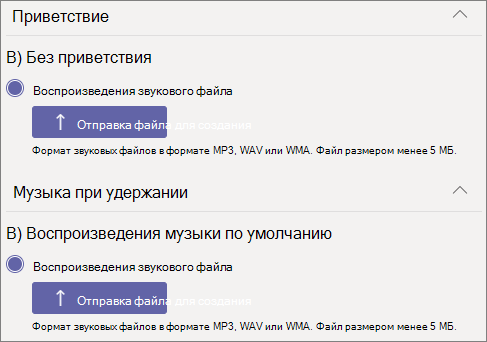 Приветствие
В) Без приветствия
Воспроизведения звукового файла
Отправка файла для создания
Формат звуковых файлов в формате MP3, WAV или WMA. Файл размером менее 5 МБ.
Музыка при удержании
В) Воспроизведения музыки по умолчанию
Воспроизведения звукового файла
Отправка файла для создания
Формат звуковых файлов в формате MP3, WAV или WMA. Файл размером менее 5 МБ.